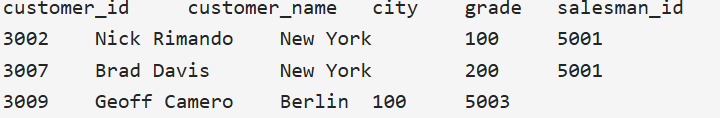 customer_id customer_name city grade salesman_id
3002 Nick Rimando New York 100 5001
3007 Brad Davis New York 200 5001
3009 Geoff Camero Berlin 100 5003